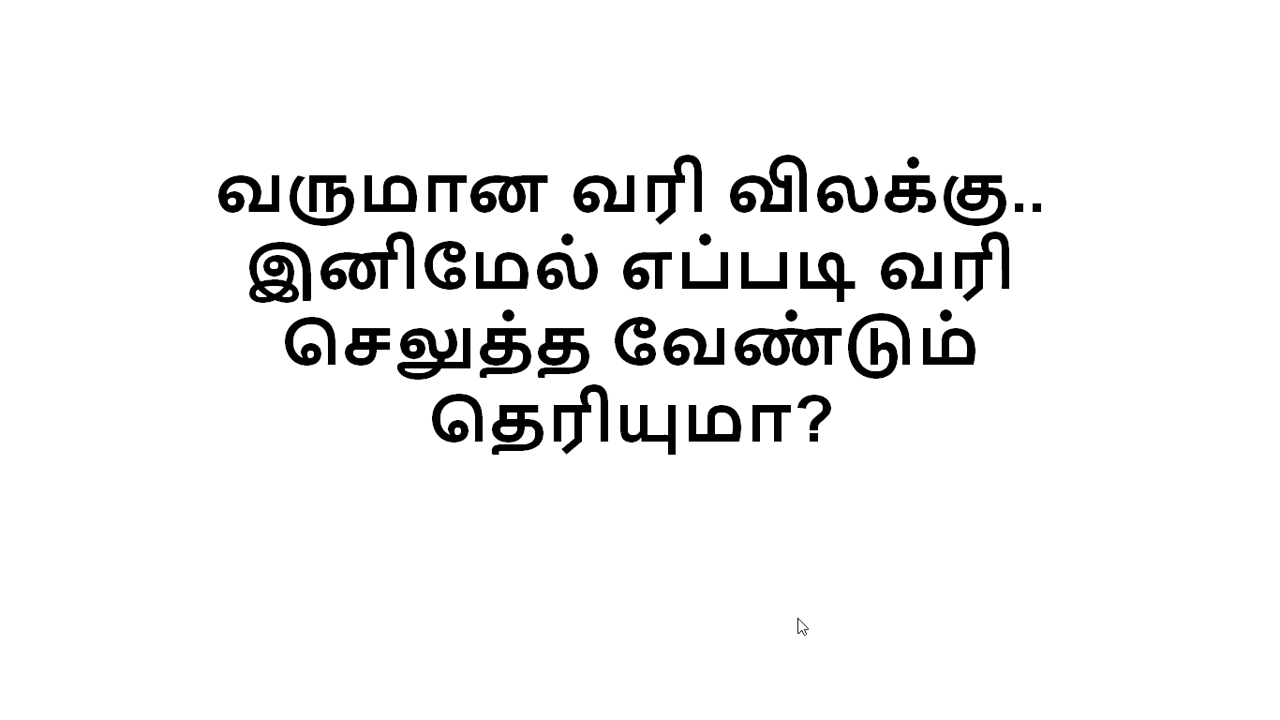 வருமான வரி விலக்கு..
இனிமேல் எப்படி வரி
செலுத்த வேண்டும்
தெரியுமா?